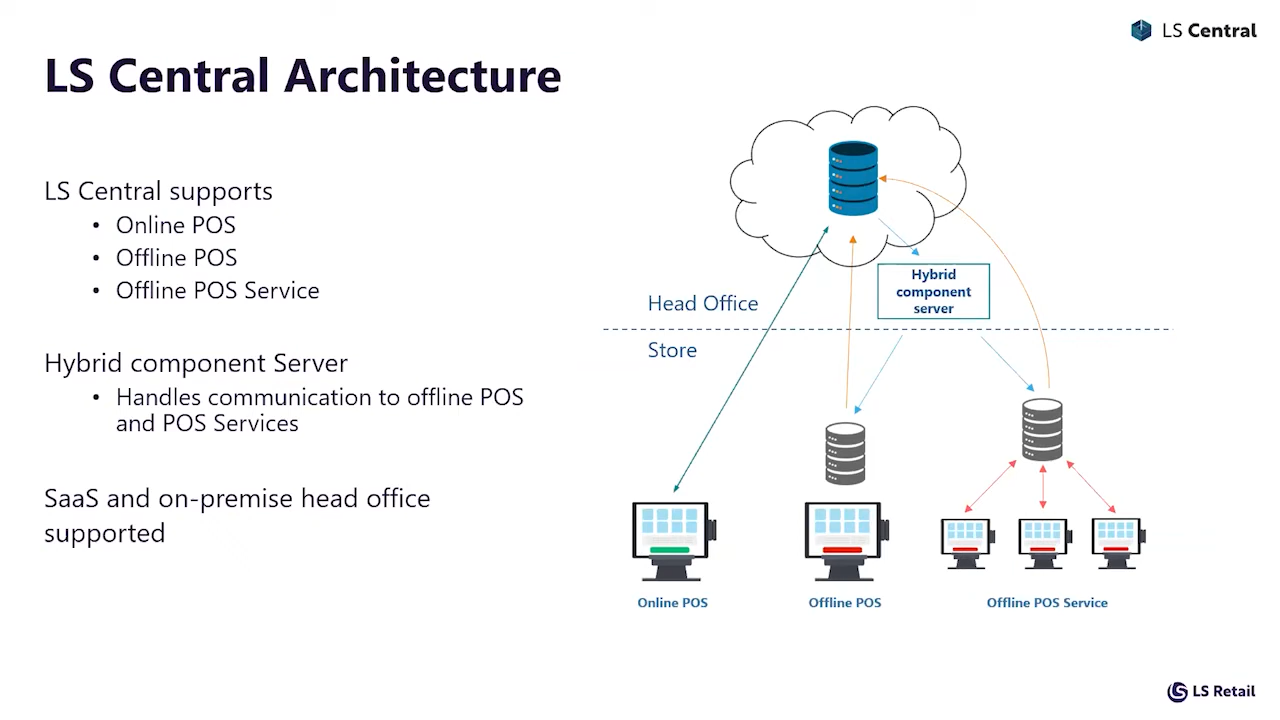 LS Central
LS Central Architecture
LS Central supports
• Online POS
• Offline POS
• Offline POS Service
Hybrid component Server
• Handles communication to offline POS
and POS Services
SaaS and on-premise head office
supported
Hybrid
component
server
Head Office
Store
Online POS
Offline POS
Offline POS Service
LS Retail